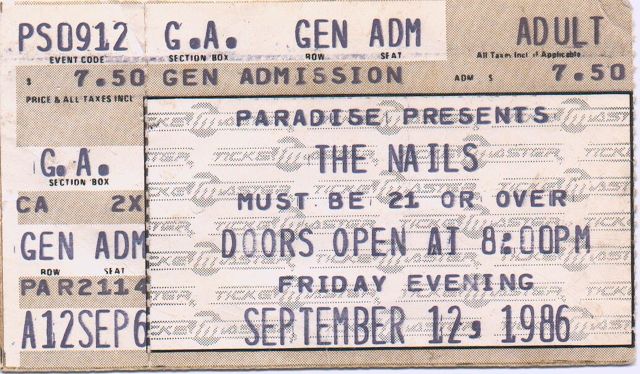 PS0912 G.A. GEN ADM ADULT
EVENT CODE SECTION/BOX ROW SEAT All Taxes Incl. if Applicable
$ 7.50 GEN ADMISSION ADM $ 7.50
PRICE & ALL TAXES INCL
G.A.
SECTION/BOX
CA 2X
GEN ADM
ROW SEAT
PAR2114
A12SEP6
PARADISE PRESENTS
THE NAILS
MUST BE 21 OR OVER
DOORS OPEN AT 8:00PM
FRIDAY EVENING
SEPTEMBER 12, 1986